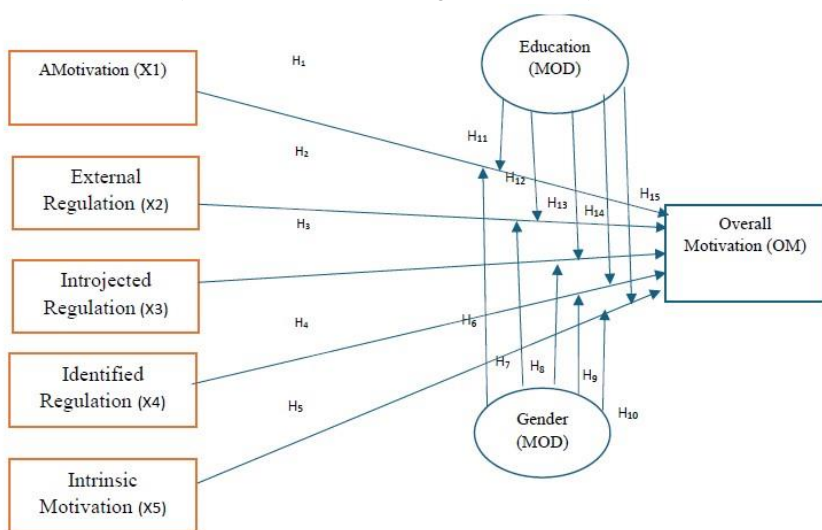 Education
(MOD)
AMotivation (X1)
H1
H11
H2
External
Regulation (X2)
H12
H15
H3
H13
H14
Overall
Motivation (OM)
Introjected
Regulation (X3)
H4
H6
Identified
Regulation (X4)
H7
H8
H9
H5
Gender
(MOD)
H10
Intrinsic
Motivation (X5)